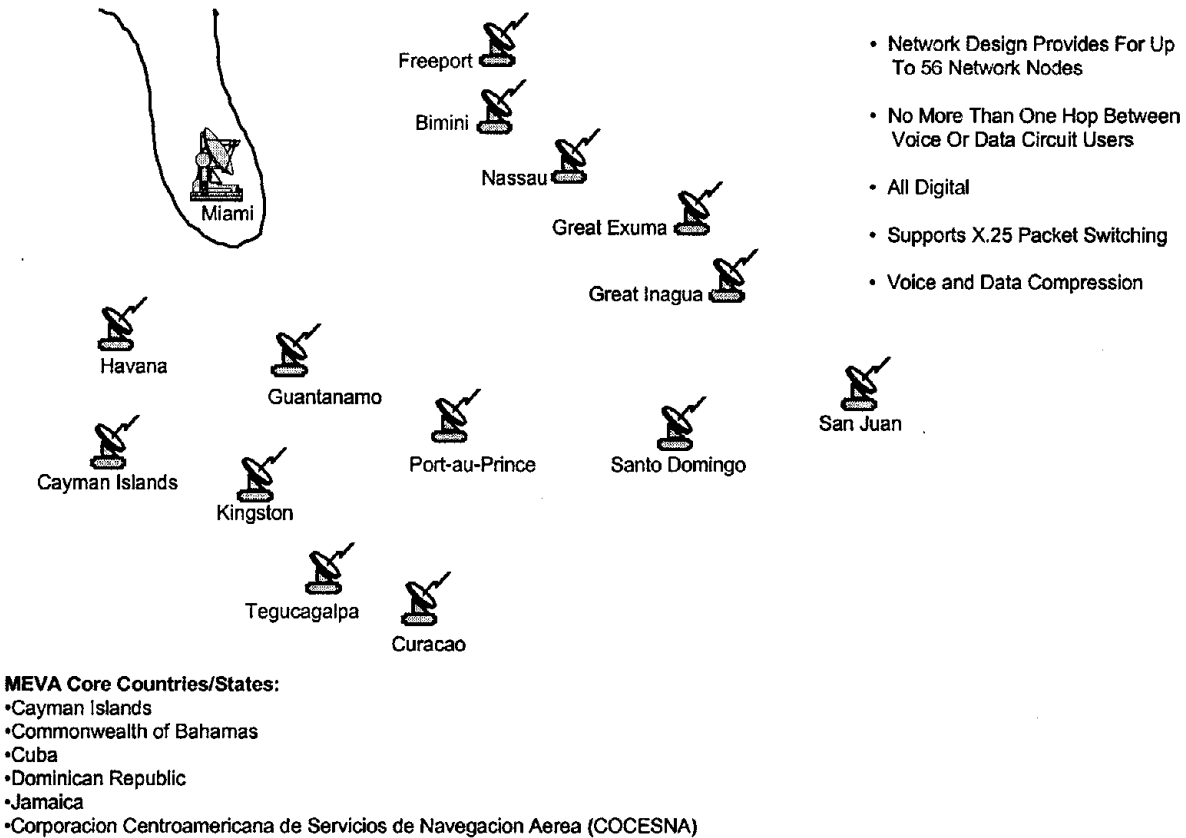 Freeport
Bimini
Nassau
Great Exuma
Great Inagua
Miami
• Network Design Provides For Up
To 56 Network Nodes
• No More Than One Hop Between
Voice Or Data Circuit Users
• All Digital
• Supports X.25 Packet Switching
• Voice and Data Compression
Havana
Guantanamo
Cayman Islands
Kingston
Port-au-Prince
Santo Domingo
San Juan
Tegucagalpa
Curacao
MEVA Core Countries/States:
•Cayman Islands
•Commonwealth of Bahamas
•Cuba
•Dominican Republic
•Jamaica
•Corporacion Centroamericana de Servicios de Navegacion Aerea (COCESNA)